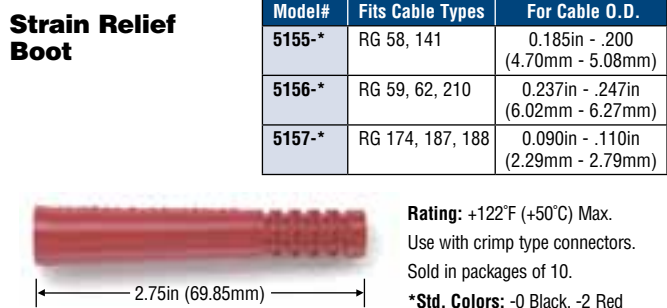 Strain Relief
Boot
Model# Fits Cable Types For Cable O.D.
5155-* RG 58, 141 0.185in - .200
(4.70mm - 5.08mm)
5156-* RG 59, 62, 210 0.237in - .247in
(6.02mm - 6.27mm)
5157-* RG 174, 187, 188 0.090in - .110in
(2.29mm - 2.79mm)
2.75in (69.85mm)
Rating: +122˚F (+50˚C) Max.
Use with crimp type connectors.
Sold in packages of 10.
*Std. Colors: -0 Black, -2 Red